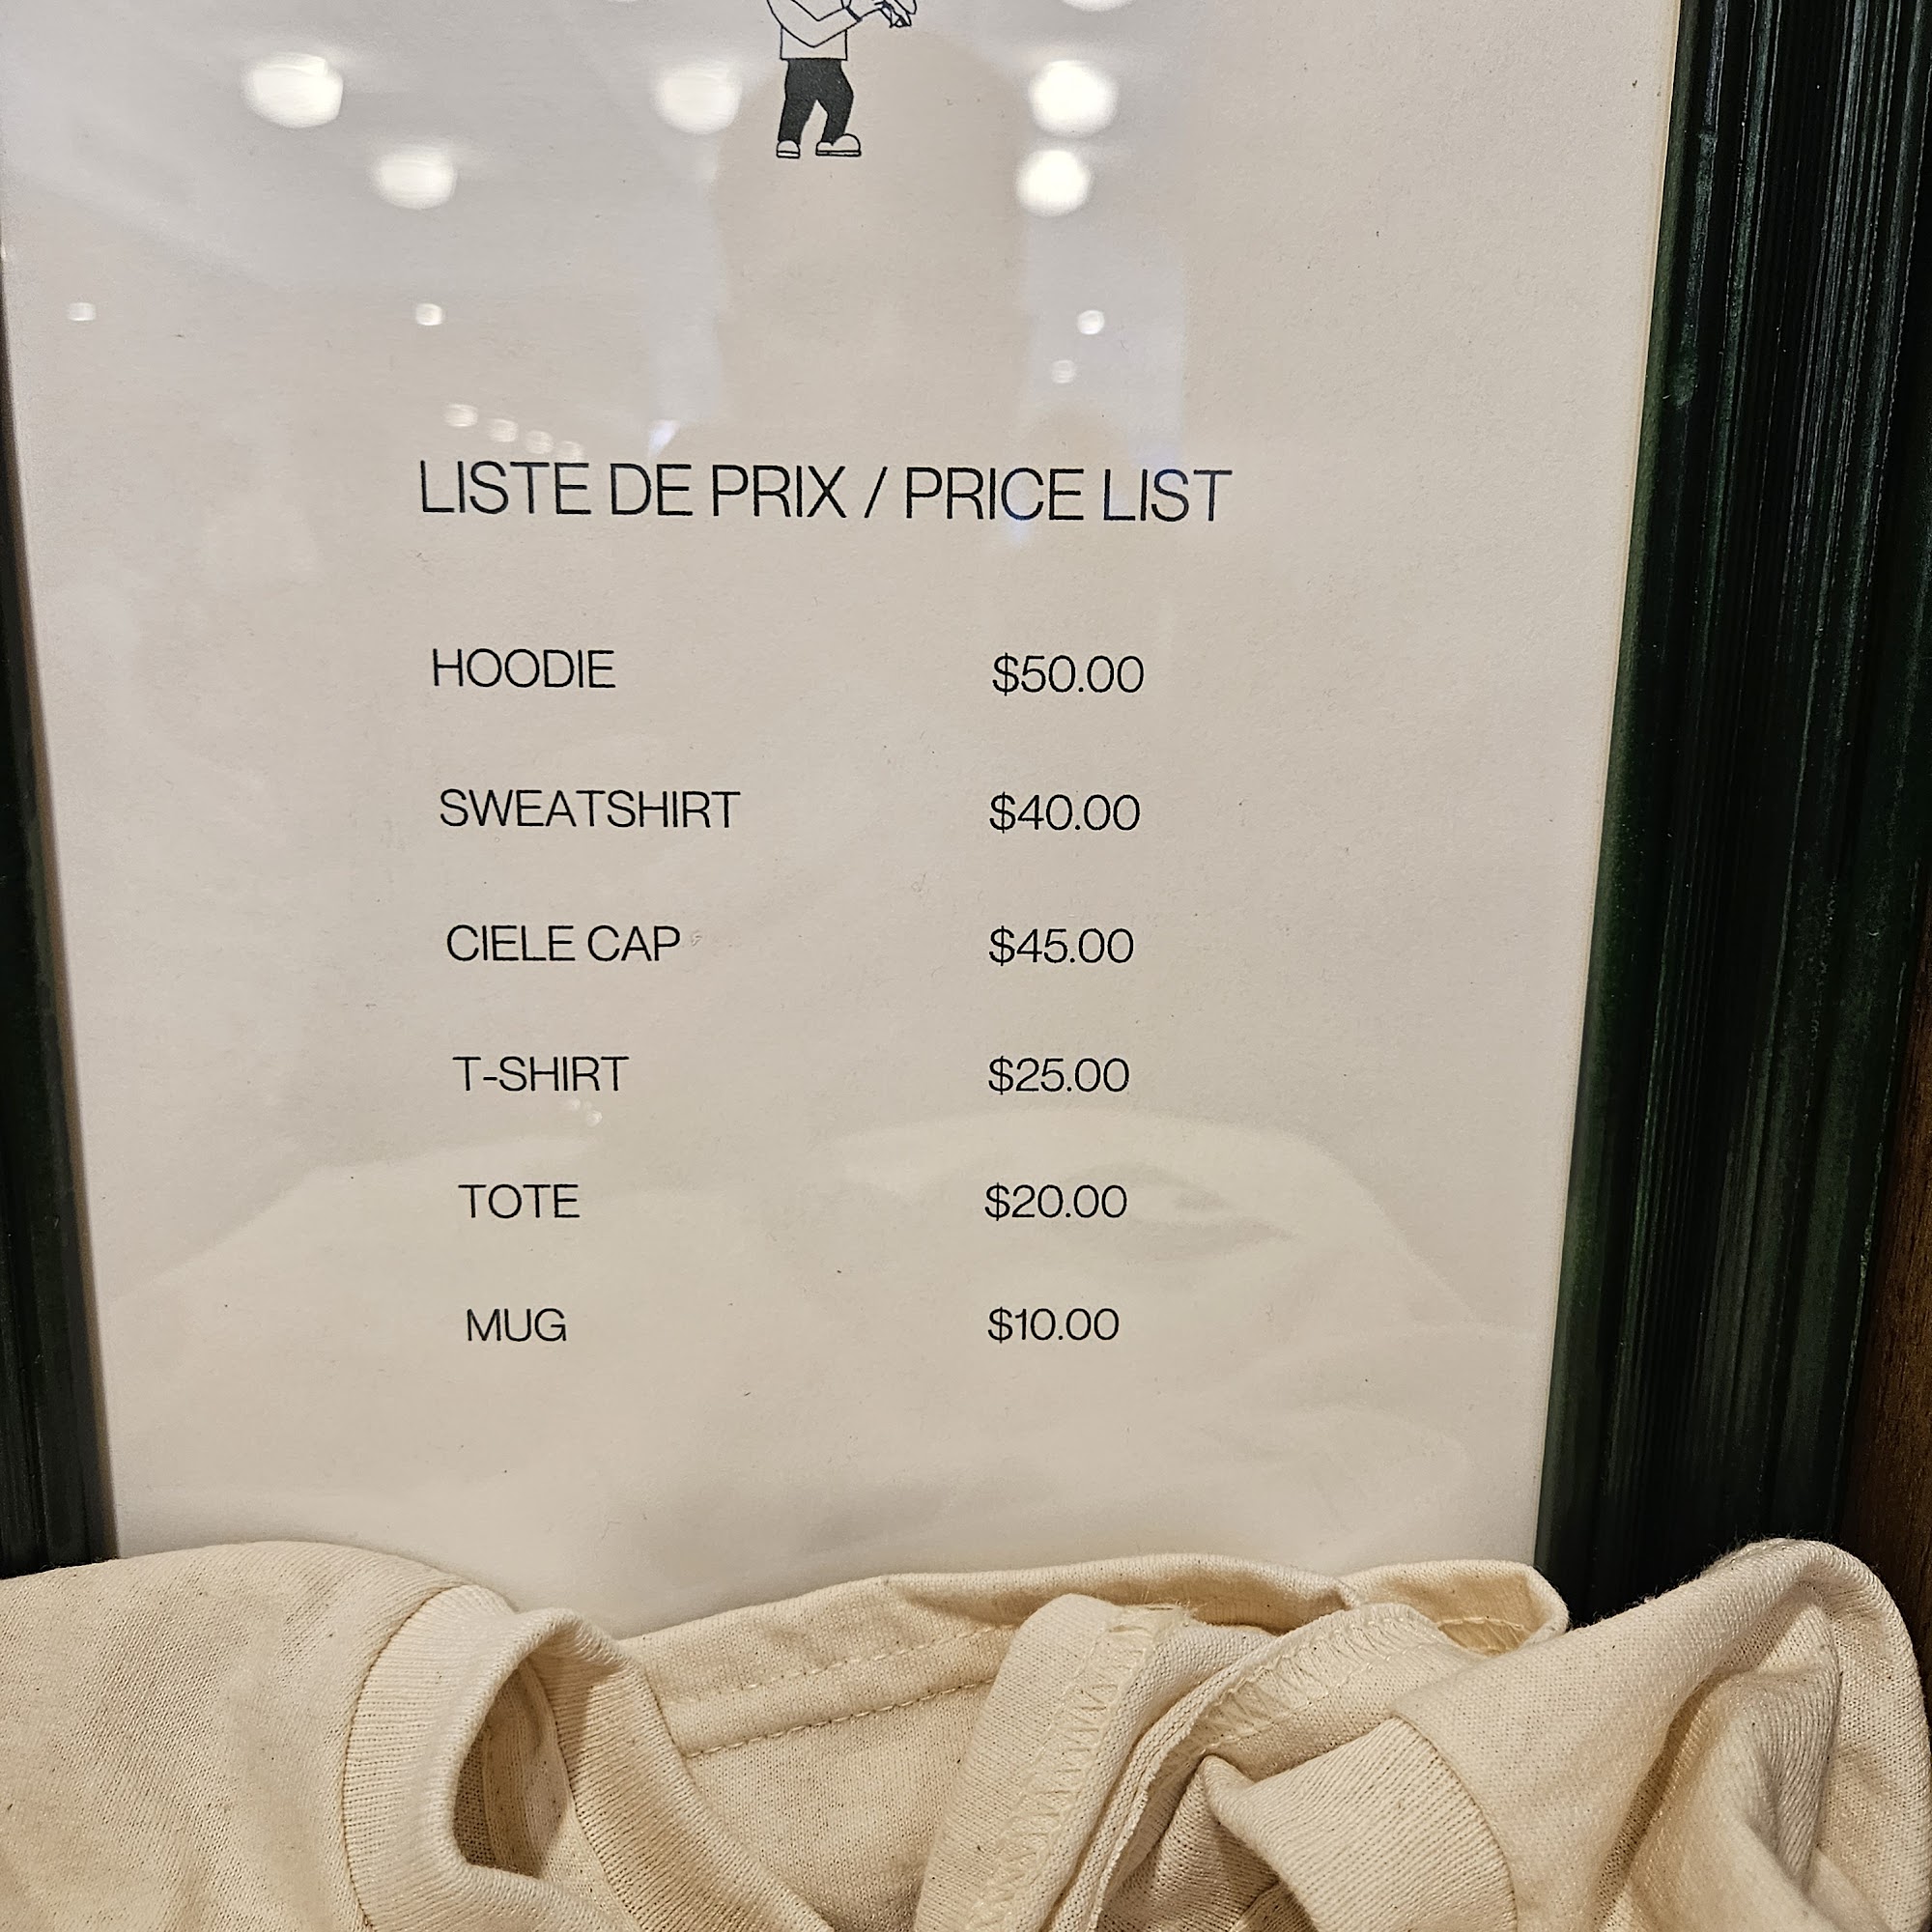 LISTE DE PRIX / PRICE LIST
HOODIE $50.00
SWEATSHIRT $40.00
CIELE CAP $45.00
T-SHIRT $25.00
TOTE $20.00
MUG $10.00